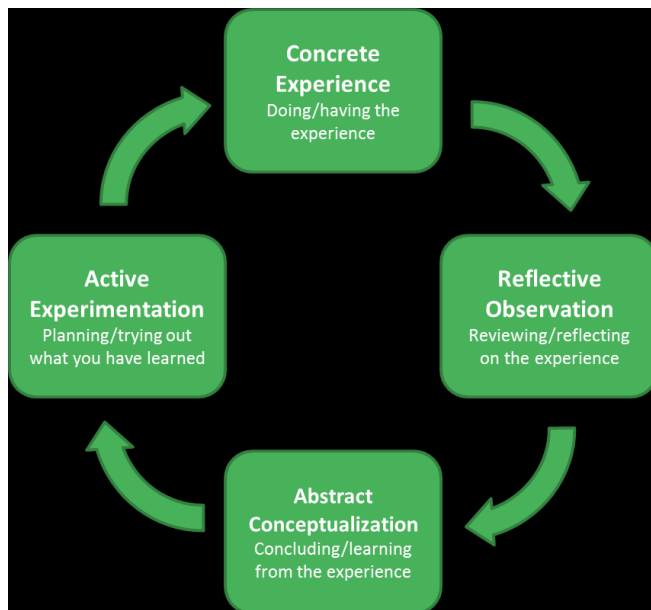 Concrete
Experience
Doing/having the
experience
Reflective
Observation
Reviewing/reflecting
on the experience
Abstract
Conceptualization
Concluding/learning
from the experience
Active
Experimentation
Planning/trying out
what you have learned